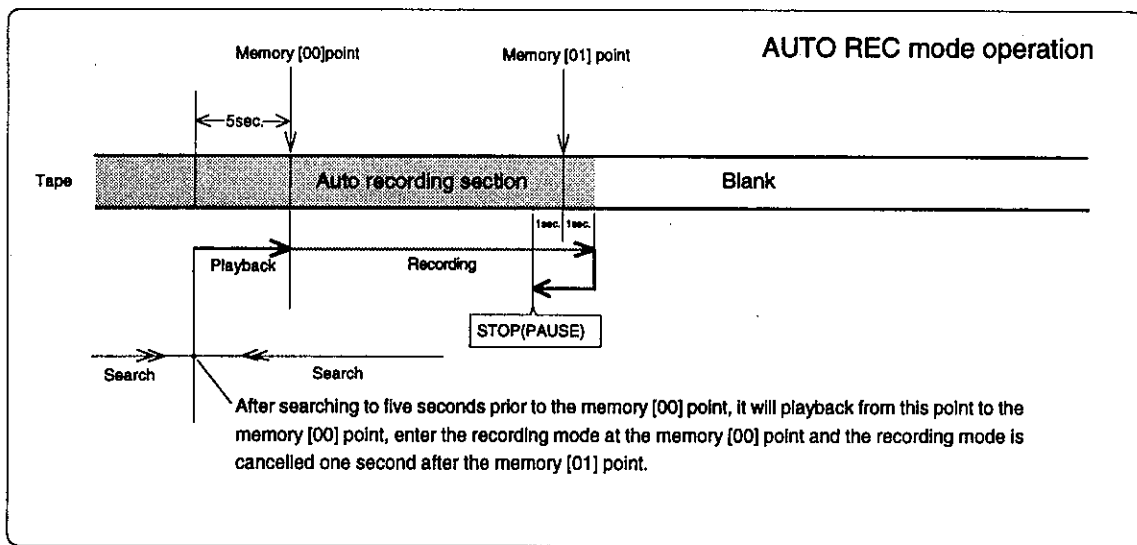 AUTO REC mode operation
Memory [00]point
Memory [01] point
5sec.
Tape
Auto recording section
Blank
1sec. 1sec.
Playback
Recording
STOP(PAUSE)
Search
Search
After searching to five seconds prior to the memory [00] point, it will playback from this point to the
memory [00] point, enter the recording mode at the memory [00] point and the recording mode is
cancelled one second after the memory [01] point.